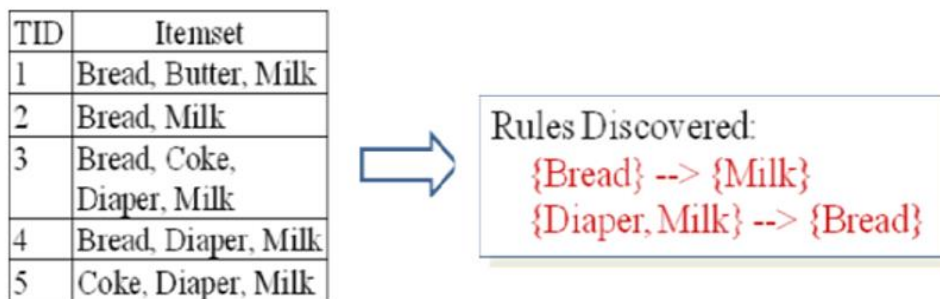 TID Itemset
1 Bread, Butter, Milk
2 Bread, Milk
3 Bread, Coke,
Diaper, Milk
4 Bread, Diaper, Milk
5 Coke, Diaper, Milk
Rules Discovered:
{Bread} --> {Milk}
{Diaper, Milk} --> {Bread}